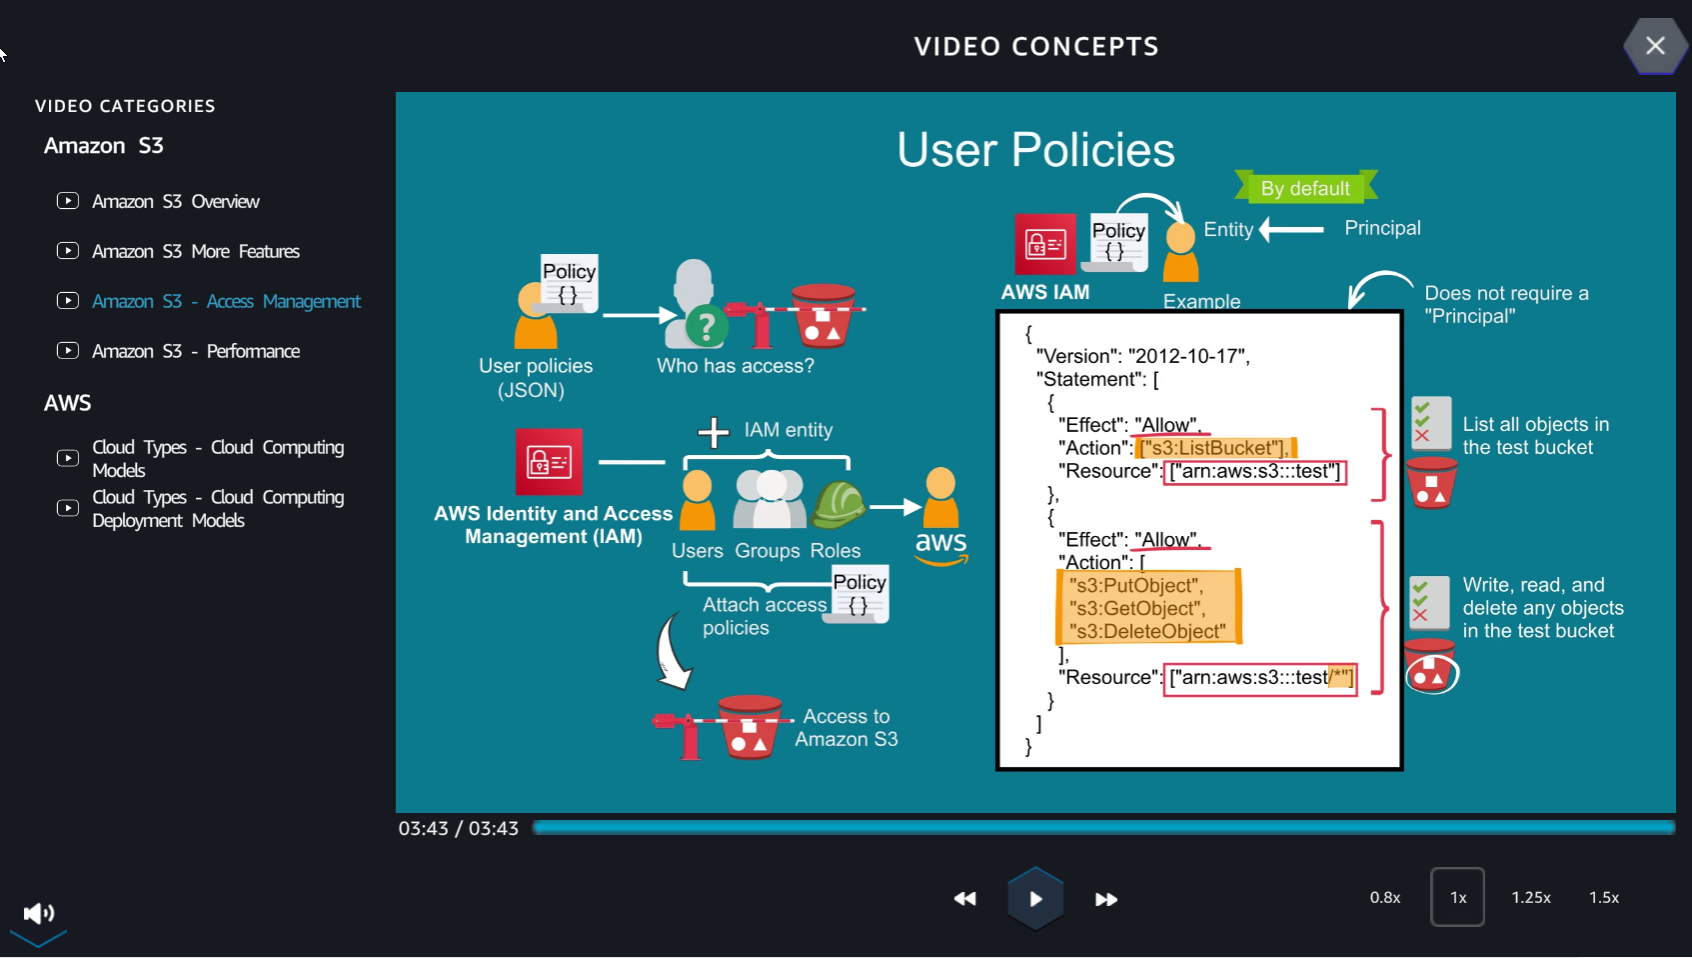 VIDEO CONCEPTS
VIDEO CATEGORIES
Amazon S3
Amazon S3 Overview
Amazon S3 More Features
Amazon S3 - Access Management
Amazon S3 - Performance
AWS
Cloud Types - Cloud Computing
Models
Cloud Types - Cloud Computing
Deployment Models
User Policies
Policy
{ }
User policies
(JSON)
?
Who has access?
AWS Identity and Access
Management (IAM)
IAM entity
Users Groups Roles
aws
Attach access
policies
Policy
{ }
Access to
Amazon S3
By default
AWS IAM
Policy
{ }
Entity
Principal
Example
Does not require a
"Principal"
{
"Version": "2012-10-17",
"Statement": [
{
"Effect": "Allow",
"Action": ["s3:ListBucket"],
"Resource": ["arn:aws:s3:::test"]
},
{
"Effect": "Allow",
"Action": [
"s3:PutObject",
"s3:GetObject",
"s3:DeleteObject"
],
"Resource": ["arn:aws:s3:::test/*"]
}
]
}
List all objects in
the test bucket
Write, read, and
delete any objects
in the test bucket
03:43 / 03:43
0.8x
1x
1.25x
1.5x